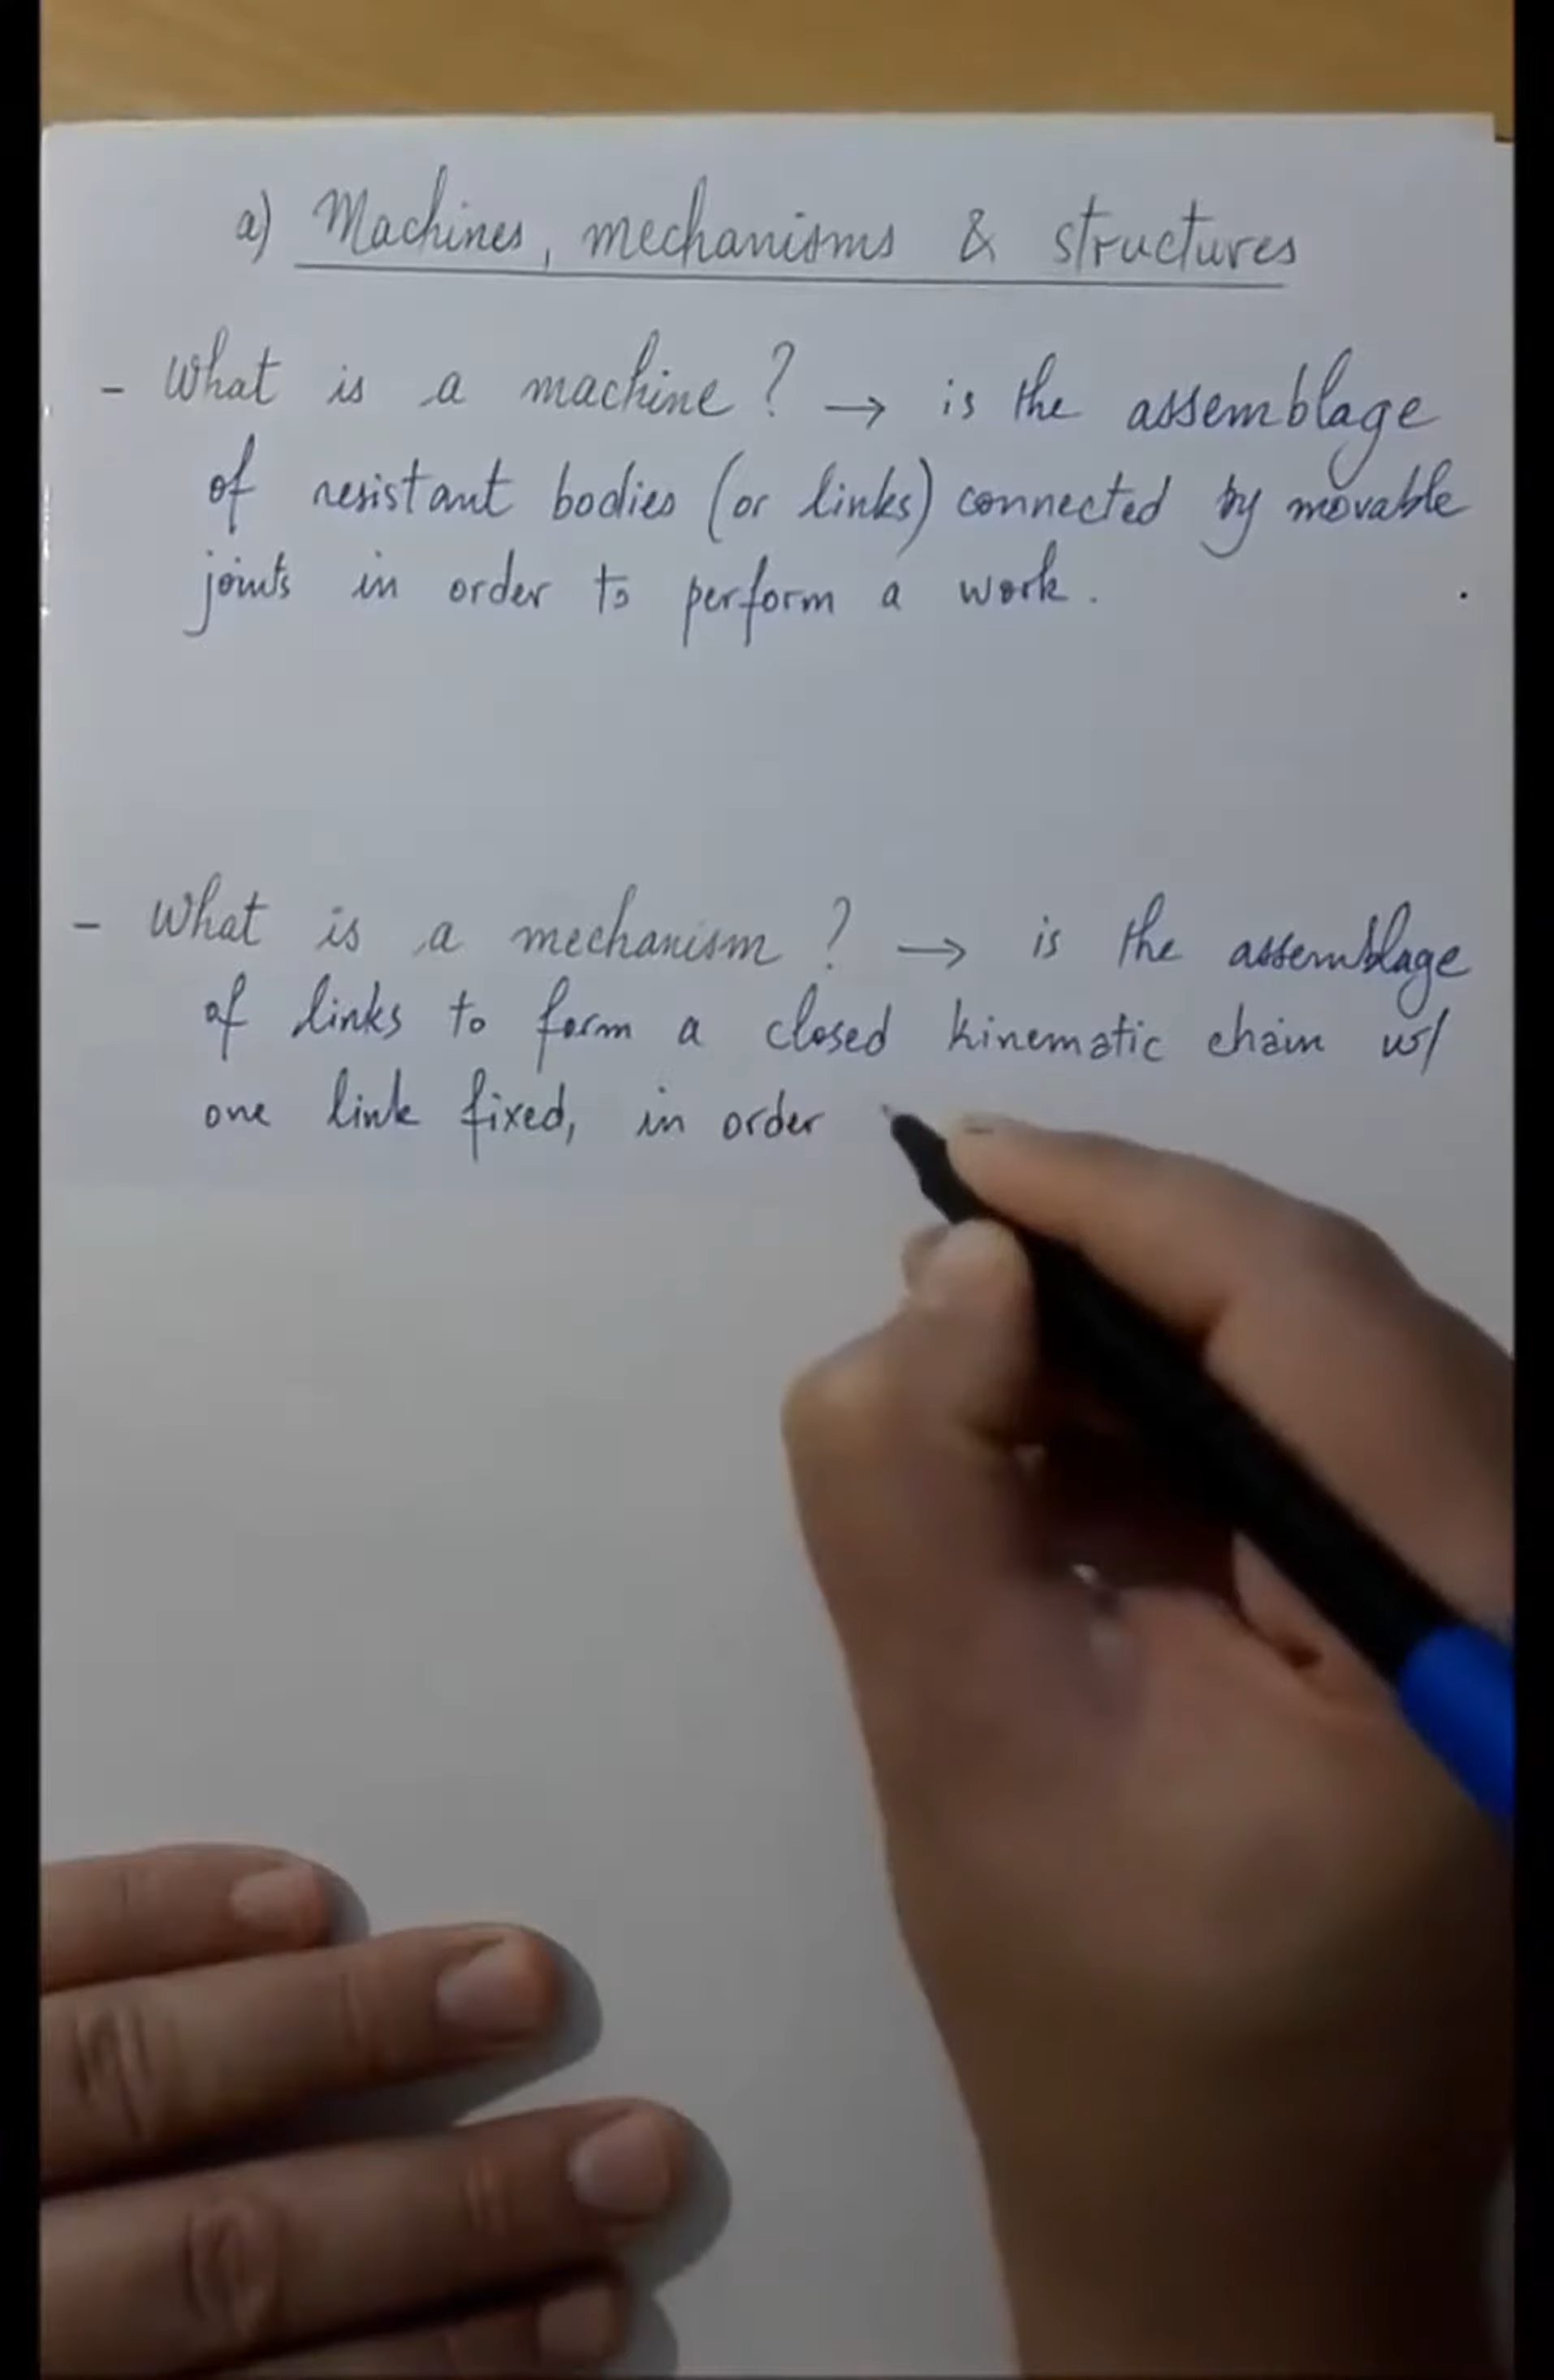 a) Machines, mechanisms & structures
- What is a machine? → is the assemblage
of resistant bodies (or links) connected by movable
joints in order to perform a work.
- What is a mechanism? → is the assemblage
of links to form a closed kinematic chain w/
one link fixed, in order